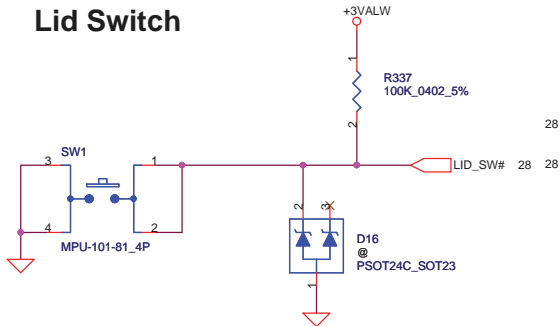 Lid Switch
+3VALW
1
R337
100K_0402_5%
2
28
SW1
3
1
LID_SW# 28 28
4
2
MPU-101-81_4P
2
3
D16
@
PSOT24C_SOT23
1